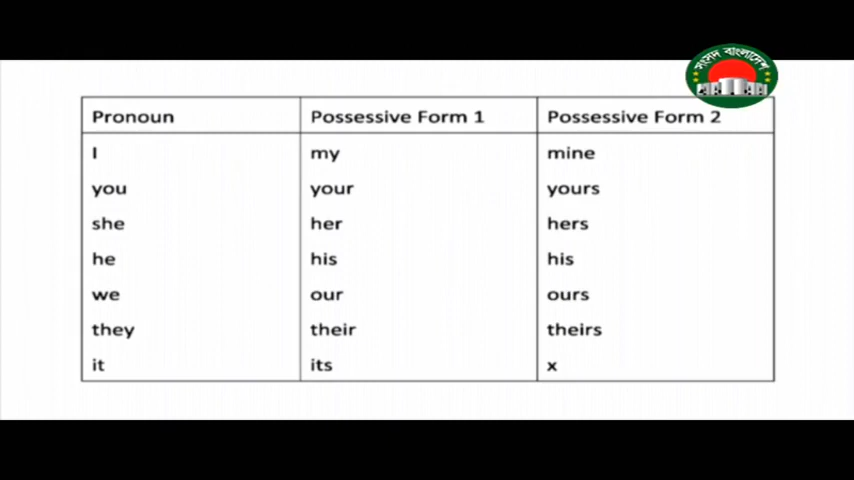 সংসদ বাংলাদেশ
Pronoun Possessive Form 1 Possessive Form 2
I my mine
you your yours
she her hers
he his his
we our ours
they their theirs
it its x